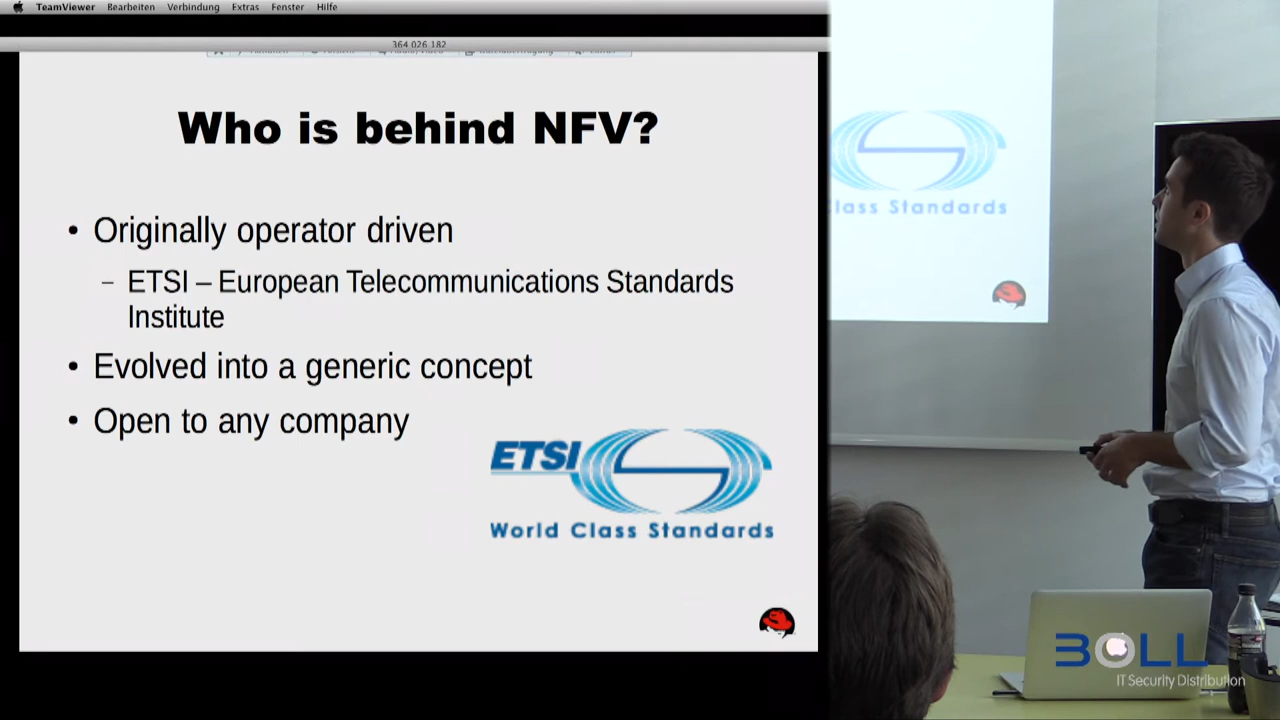 TeamViewer Bearbeiten Verbindung Extras Fenster Hilfe
364 026 182
Who is behind NFV?
• Originally operator driven
– ETSI – European Telecommunications Standards
Institute
• Evolved into a generic concept
• Open to any company
ETSI
World Class Standards
Class Standards
BOLL
IT Security Distribution